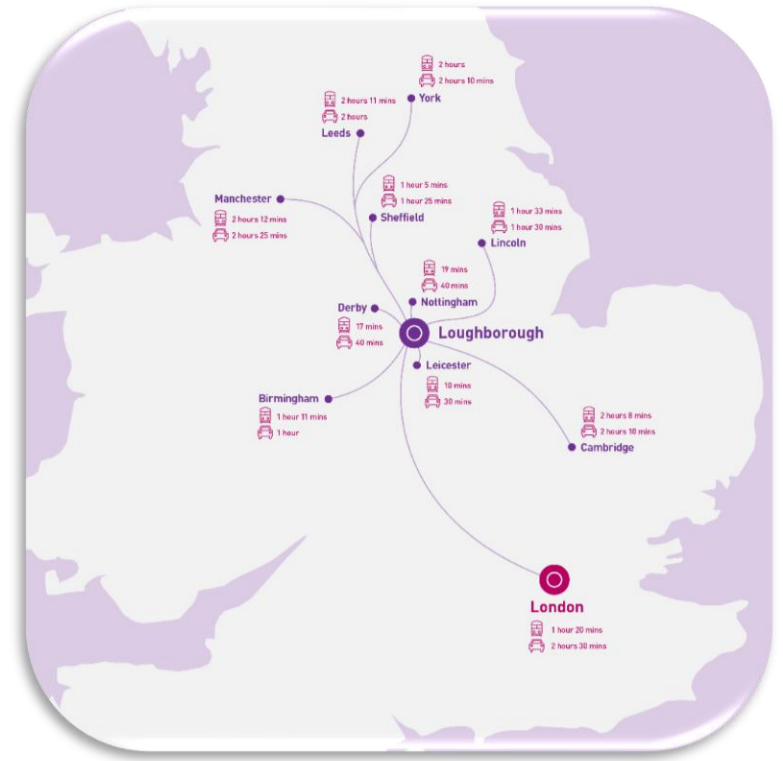 2 hours
2 hours 10 mins
York
2 hours 11 mins
2 hours
Leeds
Manchester
2 hours 12 mins
2 hours 25 mins
1 hour 5 mins
1 hour 25 mins
Sheffield
1 hour 33 mins
1 hour 30 mins
Lincoln
19 mins
40 mins
Nottingham
Derby
17 mins
40 mins
Loughborough
Leicester
10 mins
30 mins
Birmingham
1 hour 11 mins
1 hour
2 hours 8 mins
2 hours 10 mins
Cambridge
London
1 hour 20 mins
2 hours 30 mins